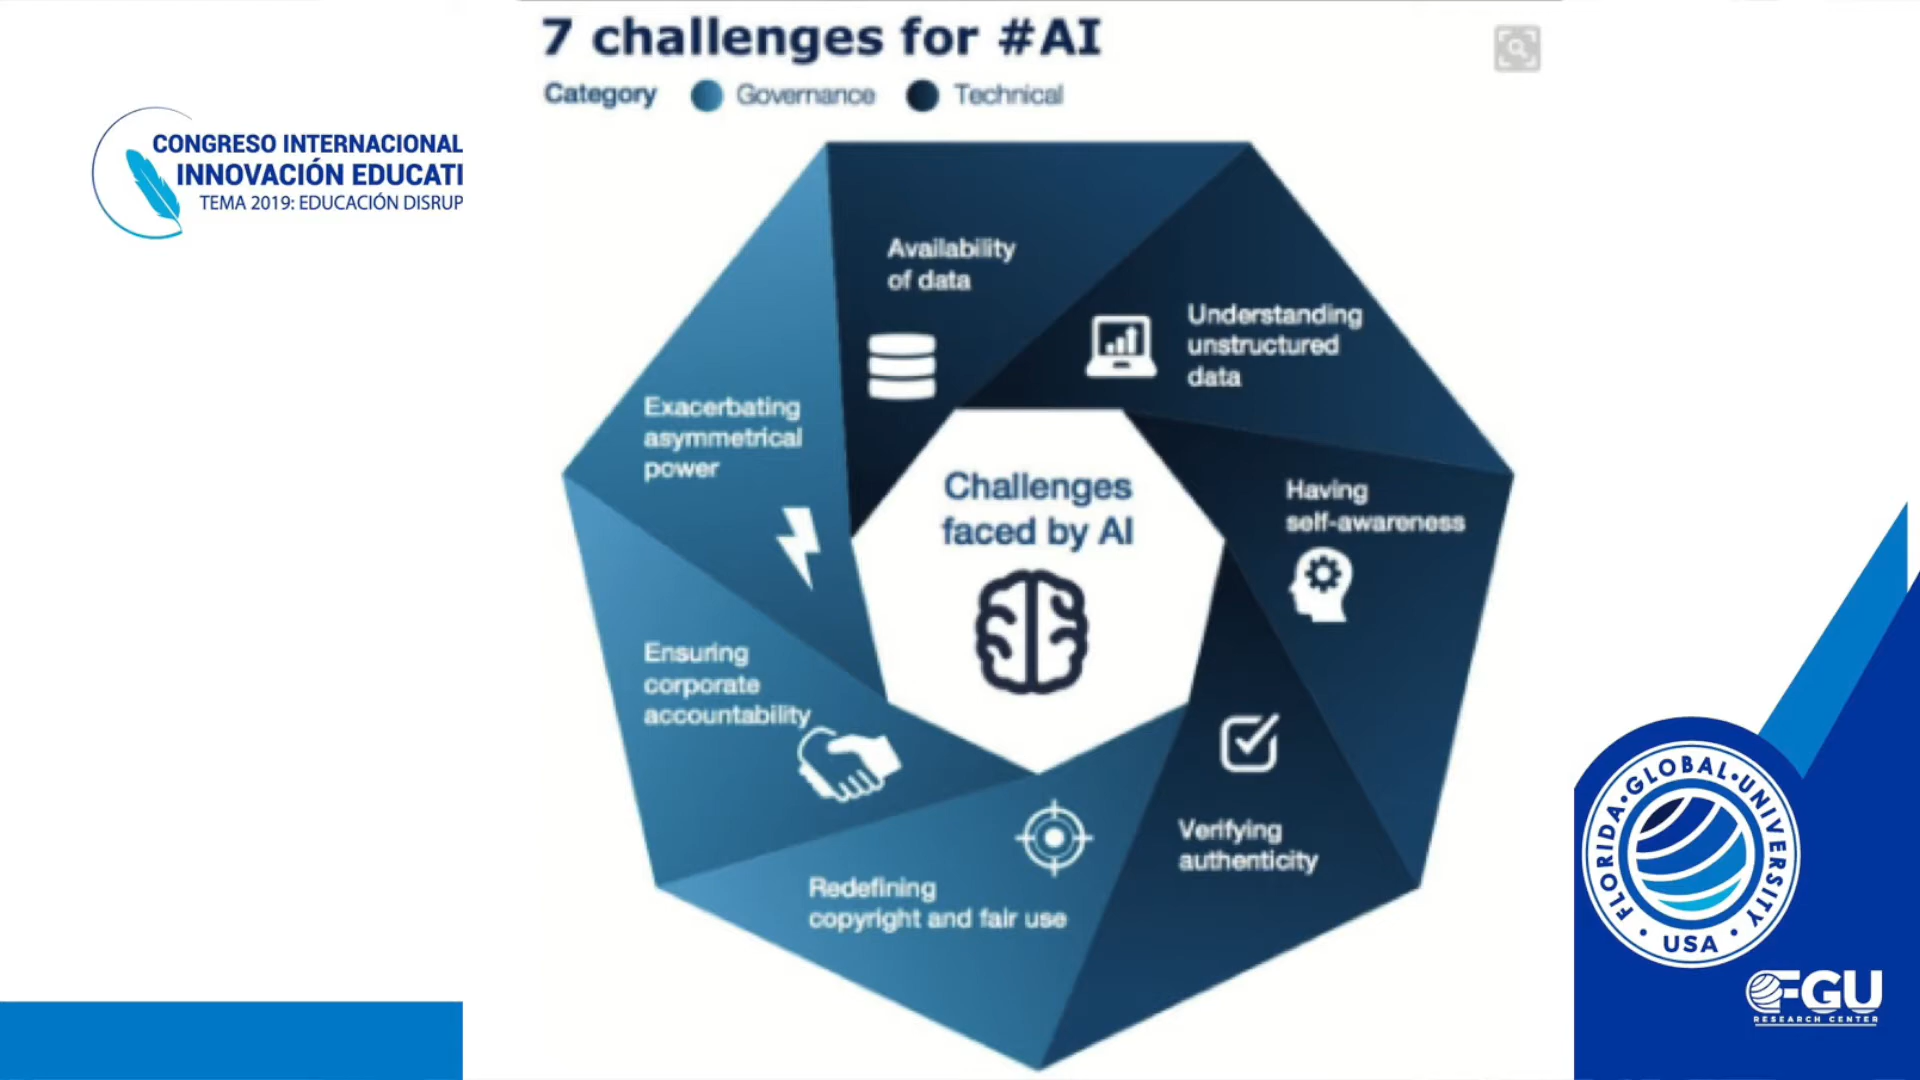 7 challenges for #AI
Category Governance Technical
CONGRESO INTERNACIONAL
INNOVACIÓN EDUCATI
TEMA 2019: EDUCACIÓN DISRUP
Availability
of data
Understanding
unstructured
data
Exacerbating
asymmetrical
power
Having
self-awareness
Challenges
faced by AI
Ensuring
corporate
accountability
Verifying
authenticity
Redefining
copyright and fair use
FLORIDA·GLOBAL·UNIVERSITY
· USA ·
FGU
RESEARCH CENTER